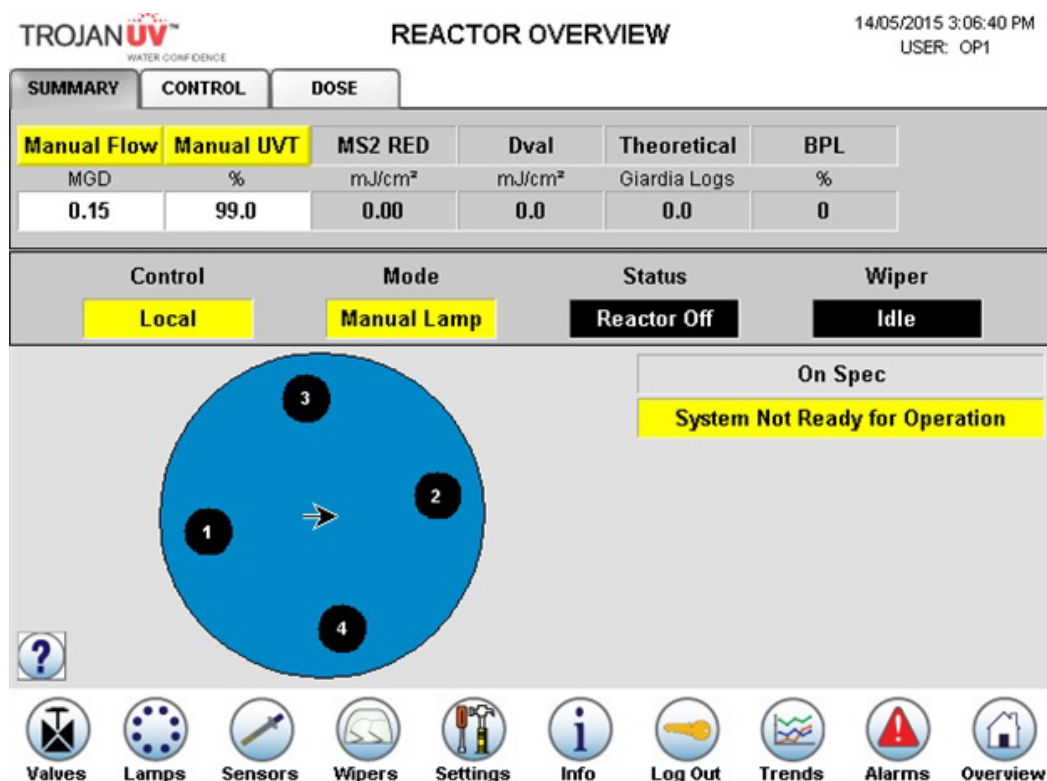 TROJANUV™
WATER CONFIDENCE
REACTOR OVERVIEW
14/05/2015 3:06:40 PM
USER: OP1
SUMMARY CONTROL DOSE
Manual Flow Manual UVT MS2 RED Dval Theoretical BPL
MGD % mJ/cm² mJ/cm² Giardia Logs %
0.15 99.0 0.00 0.0 0.0 0
Control Mode Status Wiper
Local Manual Lamp Reactor Off Idle
On Spec
System Not Ready for Operation
3
2
1
4
?
Valves Lamps Sensors Wipers Settings Info Log Out Trends Alarms Overview